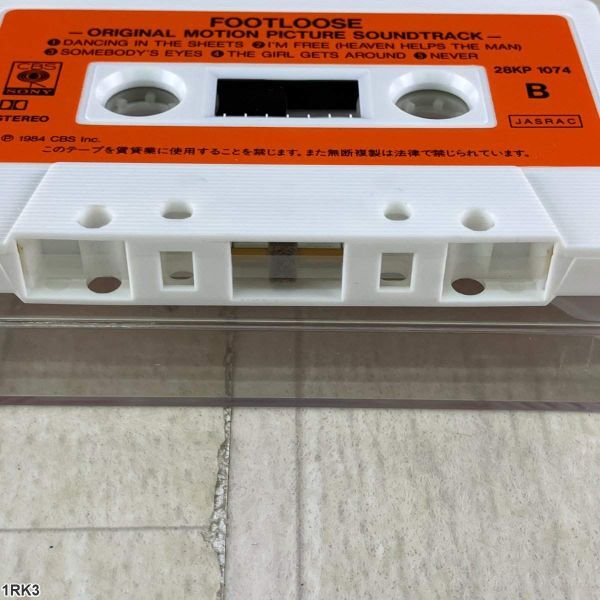 FOOTLOOSE
— ORIGINAL MOTION PICTURE SOUNDTRACK —
❶ DANCING IN THE SHEETS ❷ I'M FREE (HEAVEN HELPS THE MAN)
❸ SOMEBODY'S EYES ❹ THE GIRL GETS AROUND ❺ NEVER
CBS
SONY
28KP 1074
B
STEREO
JASRAC
Ⓟ 1984 CBS Inc.
このテープを賃貸業に使用することを禁じます。また無断複製は法律で禁じられています。
1RK3